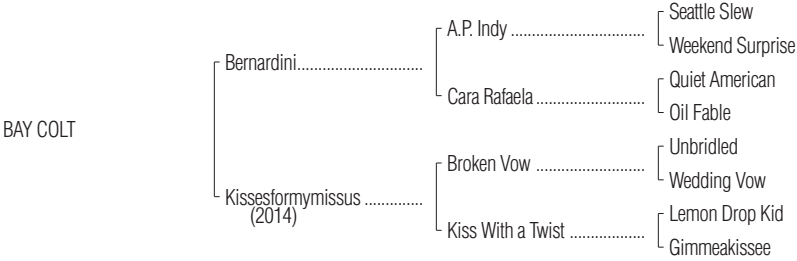 Seattle Slew
A.P. Indy ................................
Weekend Surprise
Bernardini..............................
Quiet American
Cara Rafaela ..........................
Oil Fable
BAY COLT
Unbridled
Broken Vow ..........................
Wedding Vow
Kissesformymissus ..............
(2014)
Lemon Drop Kid
Kiss With a Twist ..................
Gimmeakissee